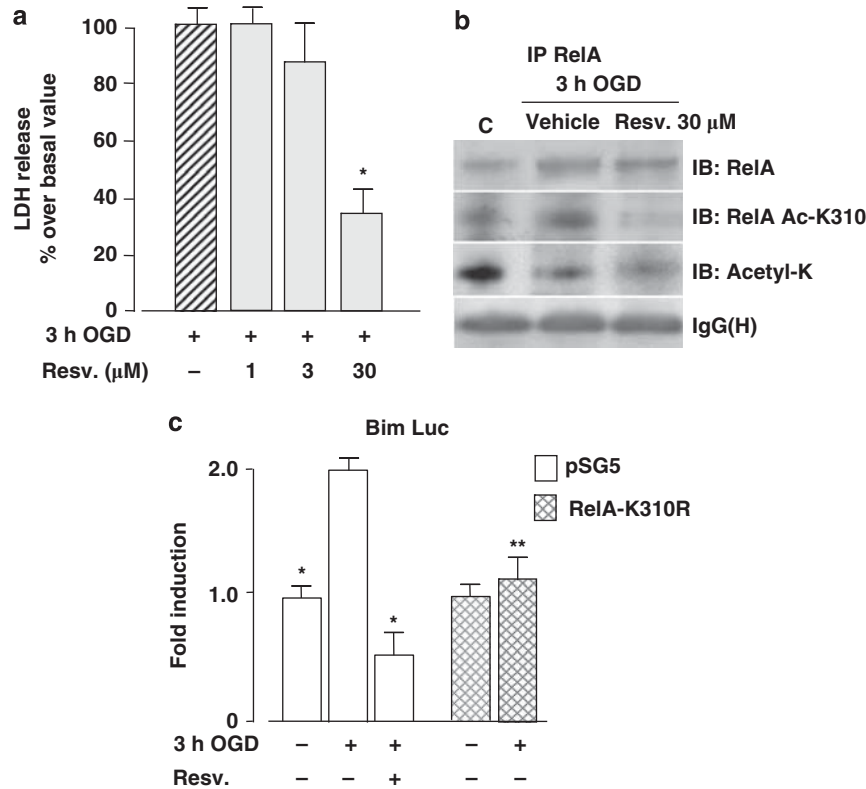 a
LDH release
% over basal value
100
80
60
40
20
0
*
3 h OGD + + + +
Resv. (μM) – 1 3 30
b
IP RelA
3 h OGD
C Vehicle Resv. 30 μM
IB: RelA
IB: RelA Ac-K310
IB: Acetyl-K
IgG(H)
c
Bim Luc
pSG5
RelA-K310R
Fold induction
2.0
1.0
0
* * **
3 h OGD – + + – +
Resv. – – + – –